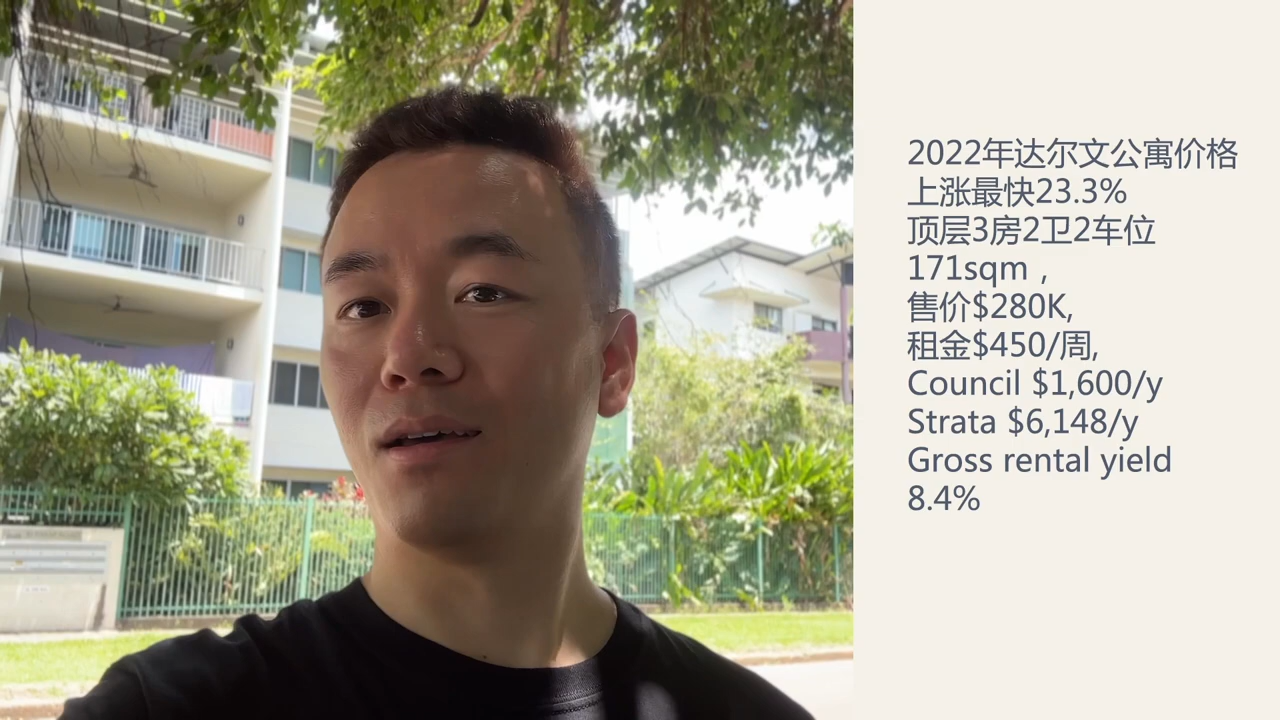 2022年达尔文公寓价格
上涨最快23.3%
顶层3房2卫2车位
171sqm，
售价$280K,
租金$450/周,
Council $1,600/y
Strata $6,148/y
Gross rental yield
8.4%